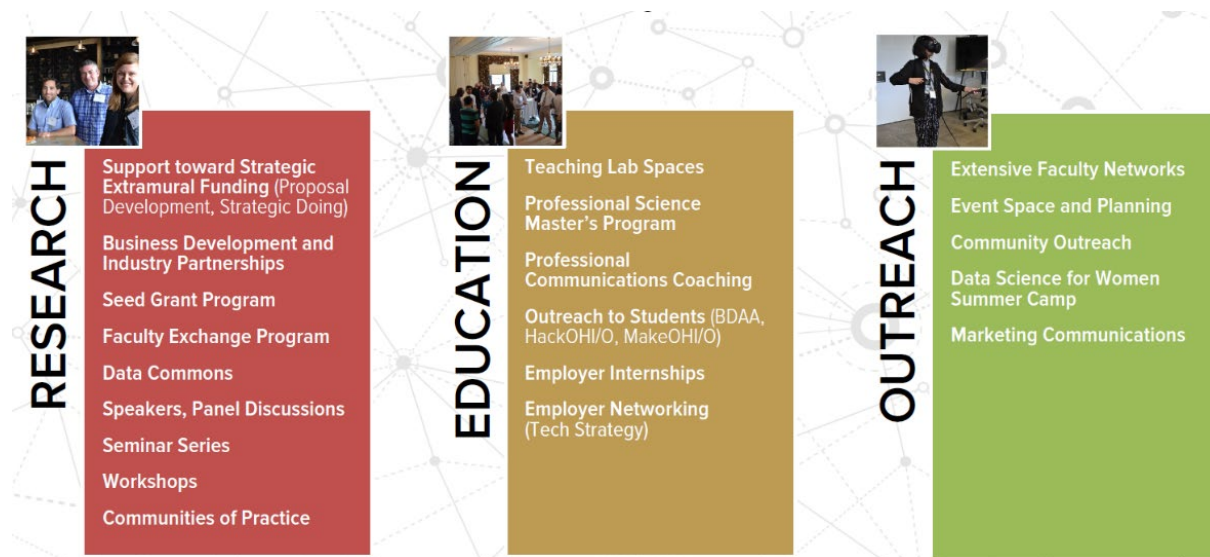 RESEARCH
Support toward Strategic
Extramural Funding (Proposal
Development, Strategic Doing)
Business Development and
Industry Partnerships
Seed Grant Program
Faculty Exchange Program
Data Commons
Speakers, Panel Discussions
Seminar Series
Workshops
Communities of Practice
EDUCATION
Teaching Lab Spaces
Professional Science
Master's Program
Professional
Communications Coaching
Outreach to Students (BDAA,
HackOHI/O, MakeOHI/O)
Employer Internships
Employer Networking
(Tech Strategy)
OUTREACH
Extensive Faculty Networks
Event Space and Planning
Community Outreach
Data Science for Women
Summer Camp
Marketing Communications